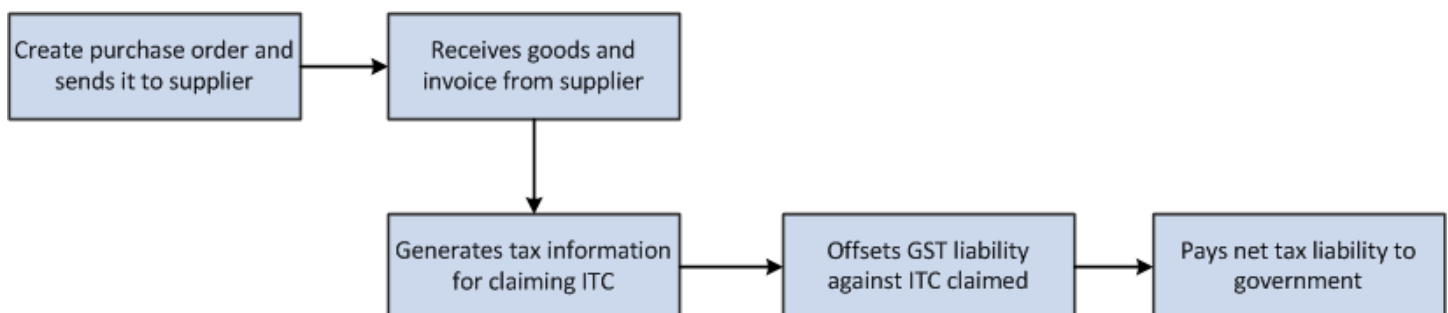 Create purchase order and
sends it to supplier
Receives goods and
invoice from supplier
Generates tax information
for claiming ITC
Offsets GST liability
against ITC claimed
Pays net tax liability to
government